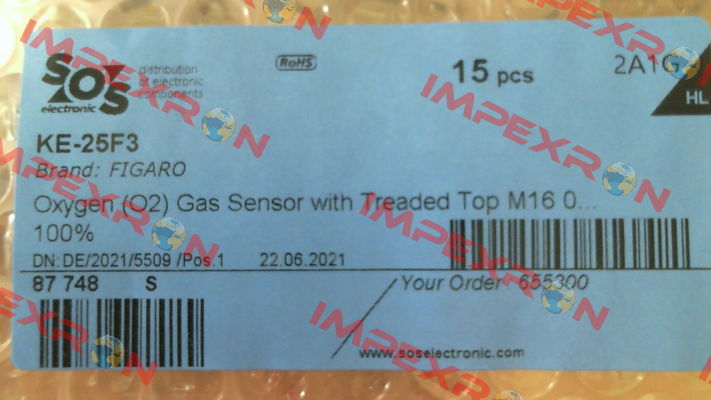 SOS
electronic
distribution
of electronic
components
RoHS
15 pcs
2A1G
HL
KE-25F3
Brand: FIGARO
Oxygen (O2) Gas Sensor with Treaded Top M16 0...
100%
DN: DE/2021/5509 /Pos.1 22.06.2021
87 748 S
Your Order 655300
www.soselectronic.com
IMPEXRON
IMPEXRON
IMPEXRON
IMPEXRON
IMPEXRON
IMPEXRON
IMPEXRON
IMPEXRON